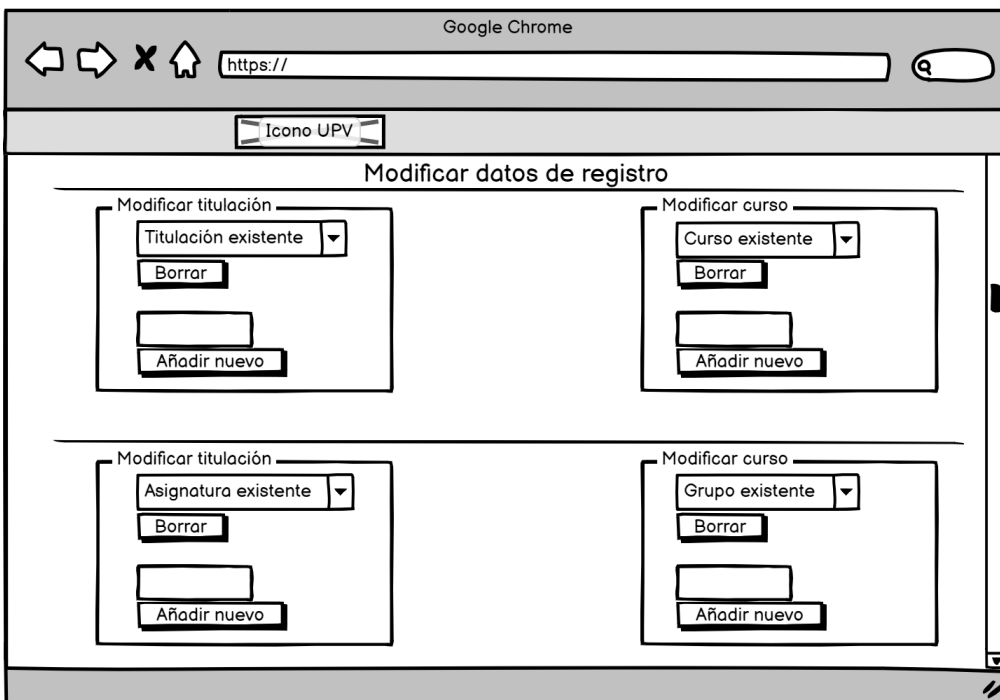 Google Chrome
https://
Icono UPV
Modificar datos de registro
Modificar titulación
Modificar curso
Titulación existente
Curso existente
Borrar
Borrar
Añadir nuevo
Añadir nuevo
Modificar titulación
Modificar curso
Asignatura existente
Grupo existente
Borrar
Borrar
Añadir nuevo
Añadir nuevo